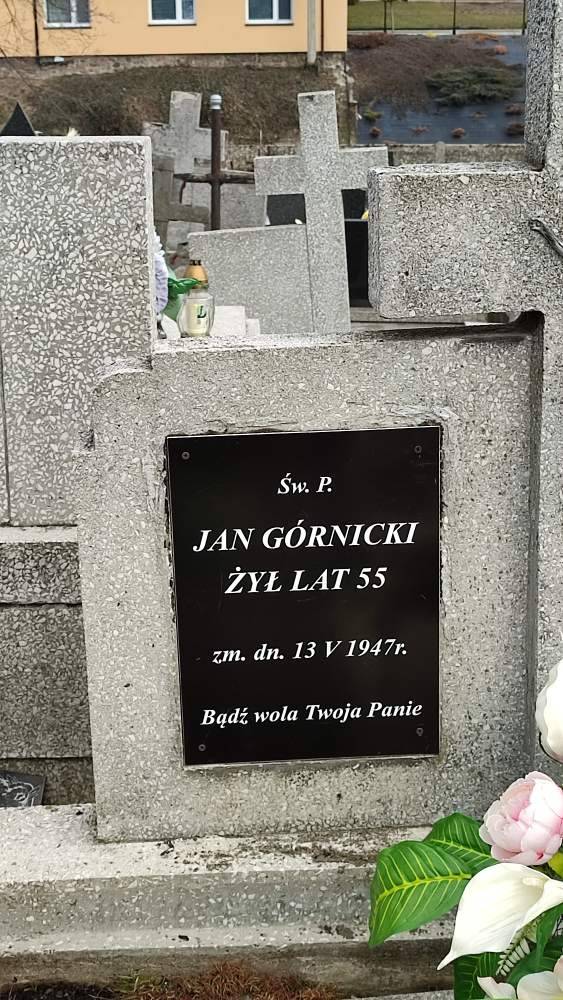 Św. P.
JAN GÓRNICKI
ŻYŁ LAT 55
zm. dn. 13 V 1947r.
Bądź wola Twoja Panie